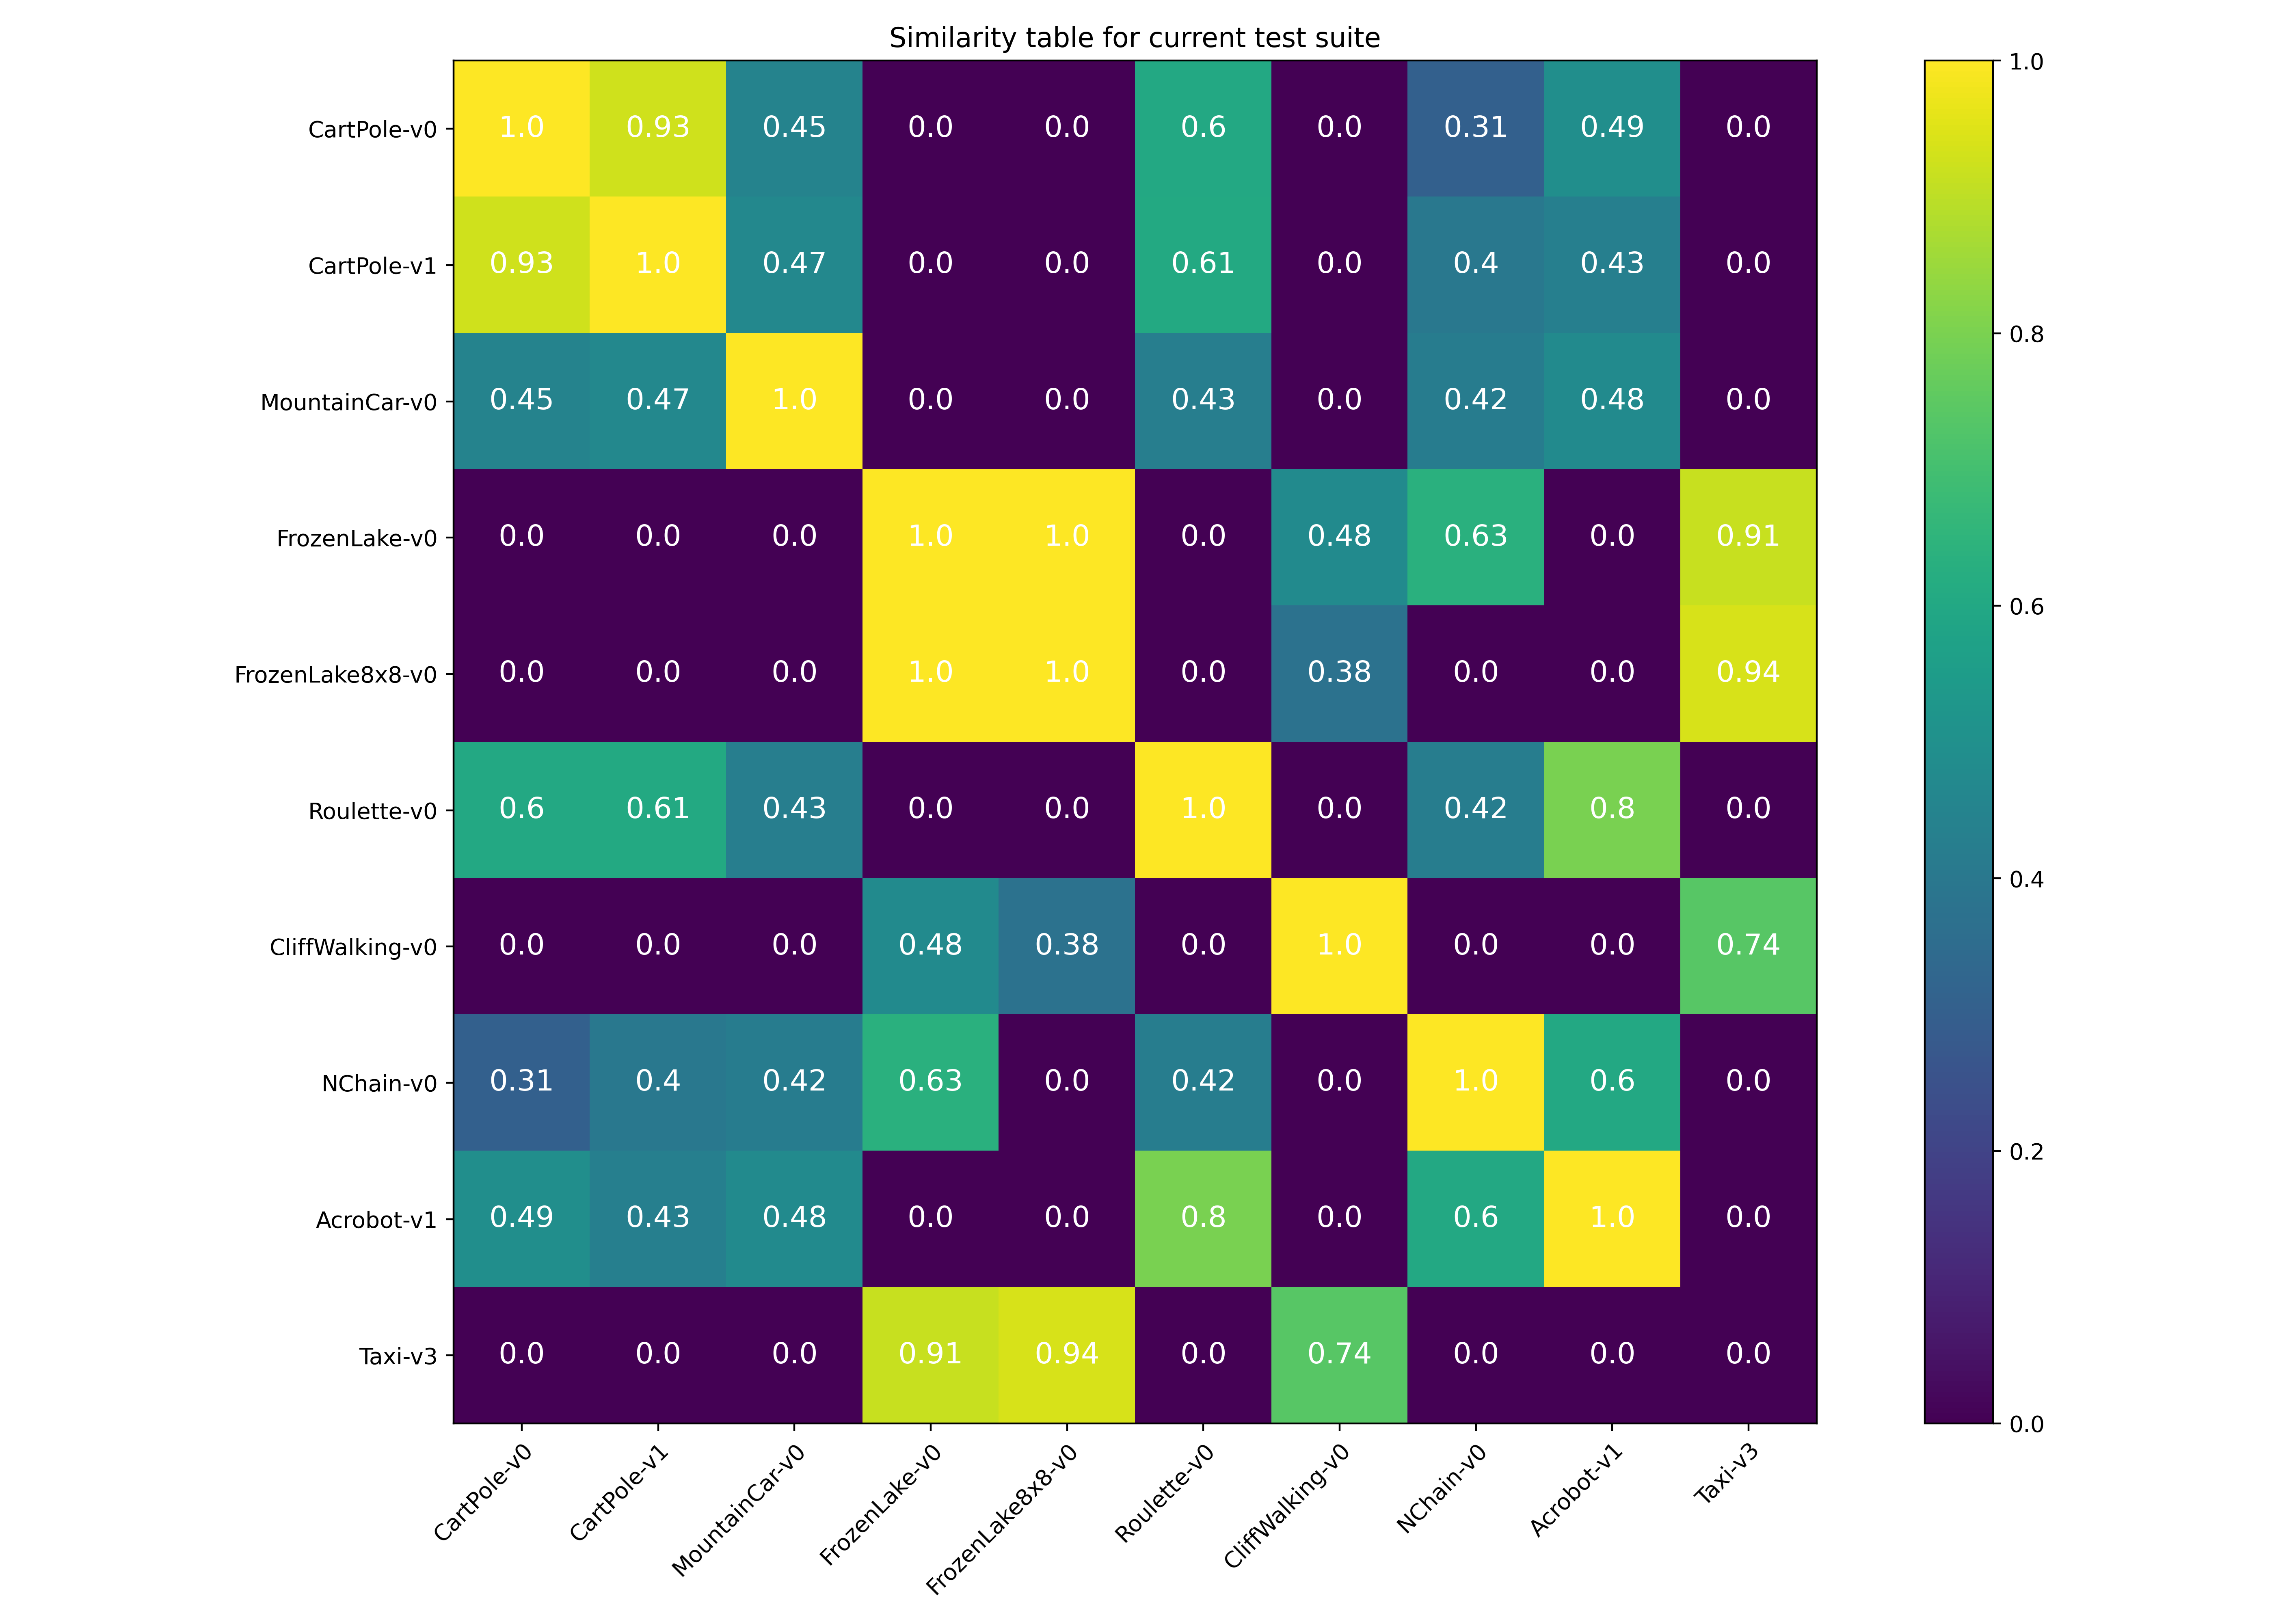 Similarity table for current test suite
CartPole-v0 1.0 0.93 0.45 0.0 0.0 0.6 0.0 0.31 0.49 0.0
CartPole-v1 0.93 1.0 0.47 0.0 0.0 0.61 0.0 0.4 0.43 0.0
MountainCar-v0 0.45 0.47 1.0 0.0 0.0 0.43 0.0 0.42 0.48 0.0
FrozenLake-v0 0.0 0.0 0.0 1.0 1.0 0.0 0.48 0.63 0.0 0.91
FrozenLake8x8-v0 0.0 0.0 0.0 1.0 1.0 0.0 0.38 0.0 0.0 0.94
Roulette-v0 0.6 0.61 0.43 0.0 0.0 1.0 0.0 0.42 0.8 0.0
CliffWalking-v0 0.0 0.0 0.0 0.48 0.38 0.0 1.0 0.0 0.0 0.74
NChain-v0 0.31 0.4 0.42 0.63 0.0 0.42 0.0 1.0 0.6 0.0
Acrobot-v1 0.49 0.43 0.48 0.0 0.0 0.8 0.0 0.6 1.0 0.0
Taxi-v3 0.0 0.0 0.0 0.91 0.94 0.0 0.74 0.0 0.0 0.0
CartPole-v0 CartPole-v1 MountainCar-v0 FrozenLake-v0 FrozenLake8x8-v0 Roulette-v0 CliffWalking-v0 NChain-v0 Acrobot-v1 Taxi-v3
1.0
0.8
0.6
0.4
0.2
0.0